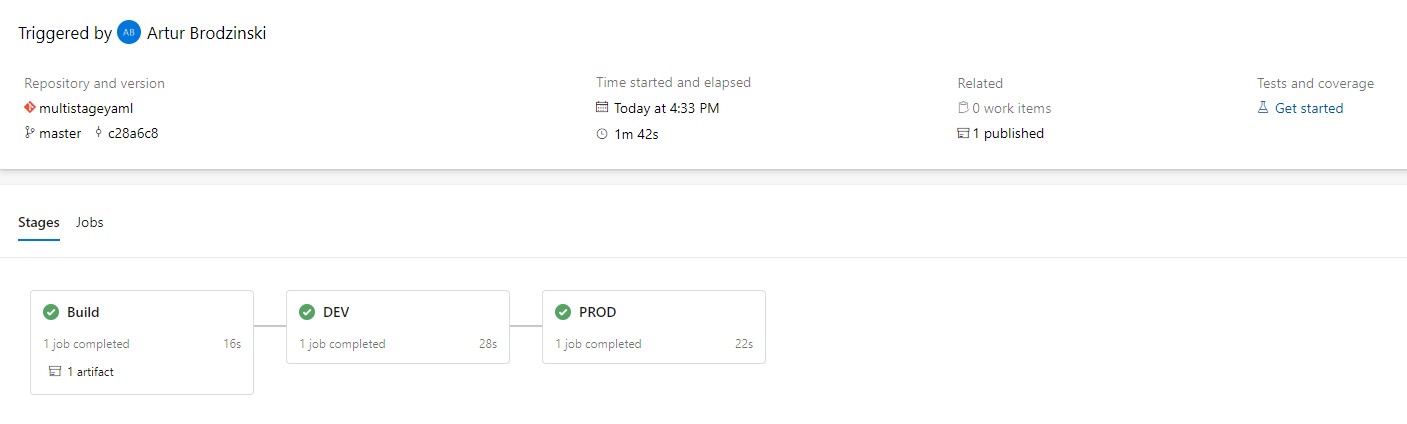 Triggered by AB Artur Brodzinski
Repository and version
multistageyaml
master c28a6c8
Time started and elapsed
Today at 4:33 PM
1m 42s
Related
0 work items
1 published
Tests and coverage
Get started
Stages Jobs
Build
1 job completed 16s
1 artifact
DEV
1 job completed 28s
PROD
1 job completed 22s